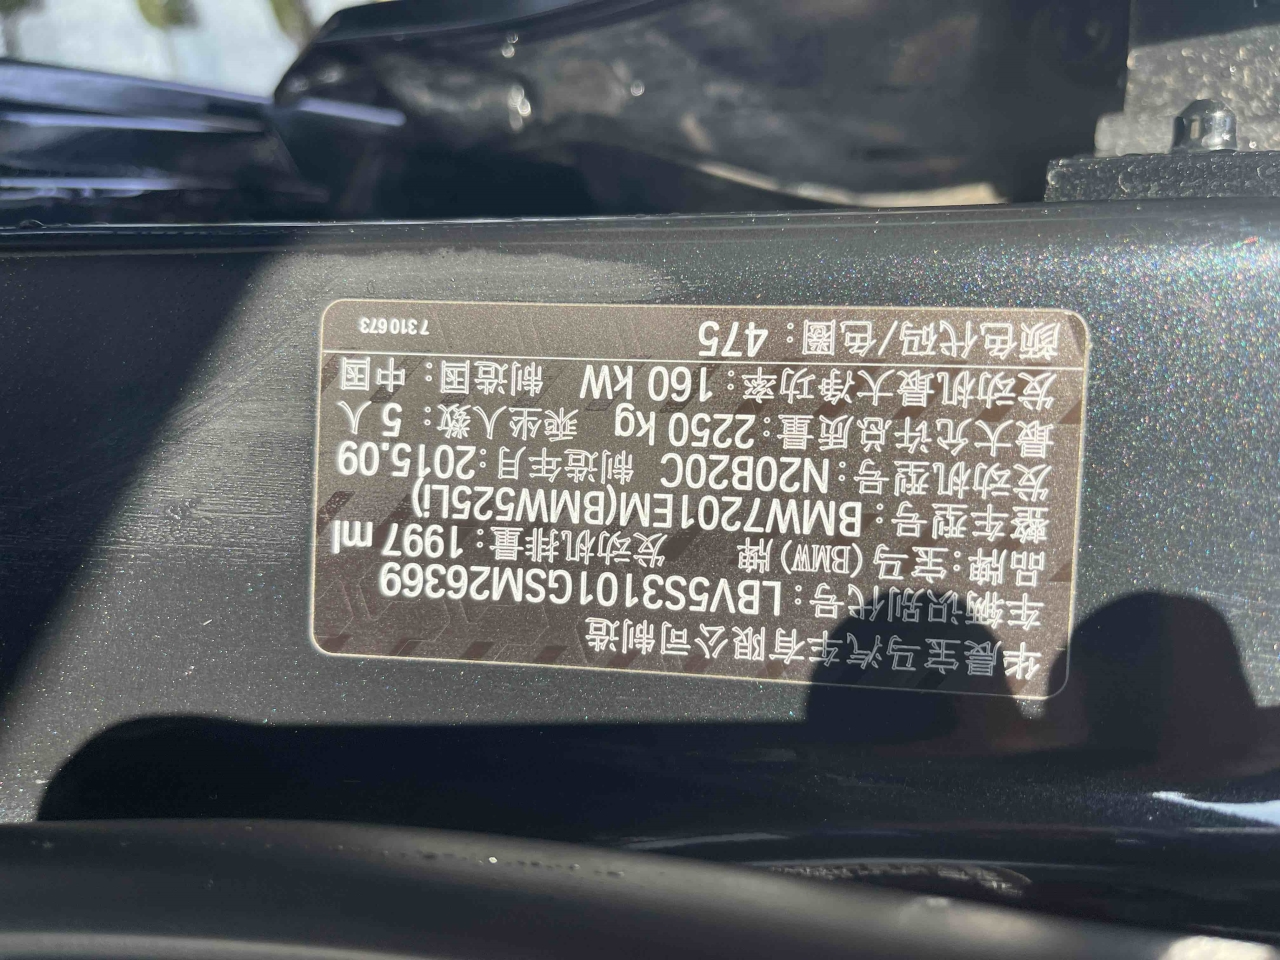 华晨宝马汽车有限公司制造
车辆识别代号：LBV5S3101GSM26369
品牌：宝马 (BMW) 牌 发动机排量：1997 ml
整车型号：BMW7201EM(BMW525Li)
发动机型号：N20B20C 制造年月：2015.09
最大允许总质量：2250 kg 乘坐人数：5 人
发动机最大净功率：160 kW 制造国：中国
颜色代码/色圈：475 7310673